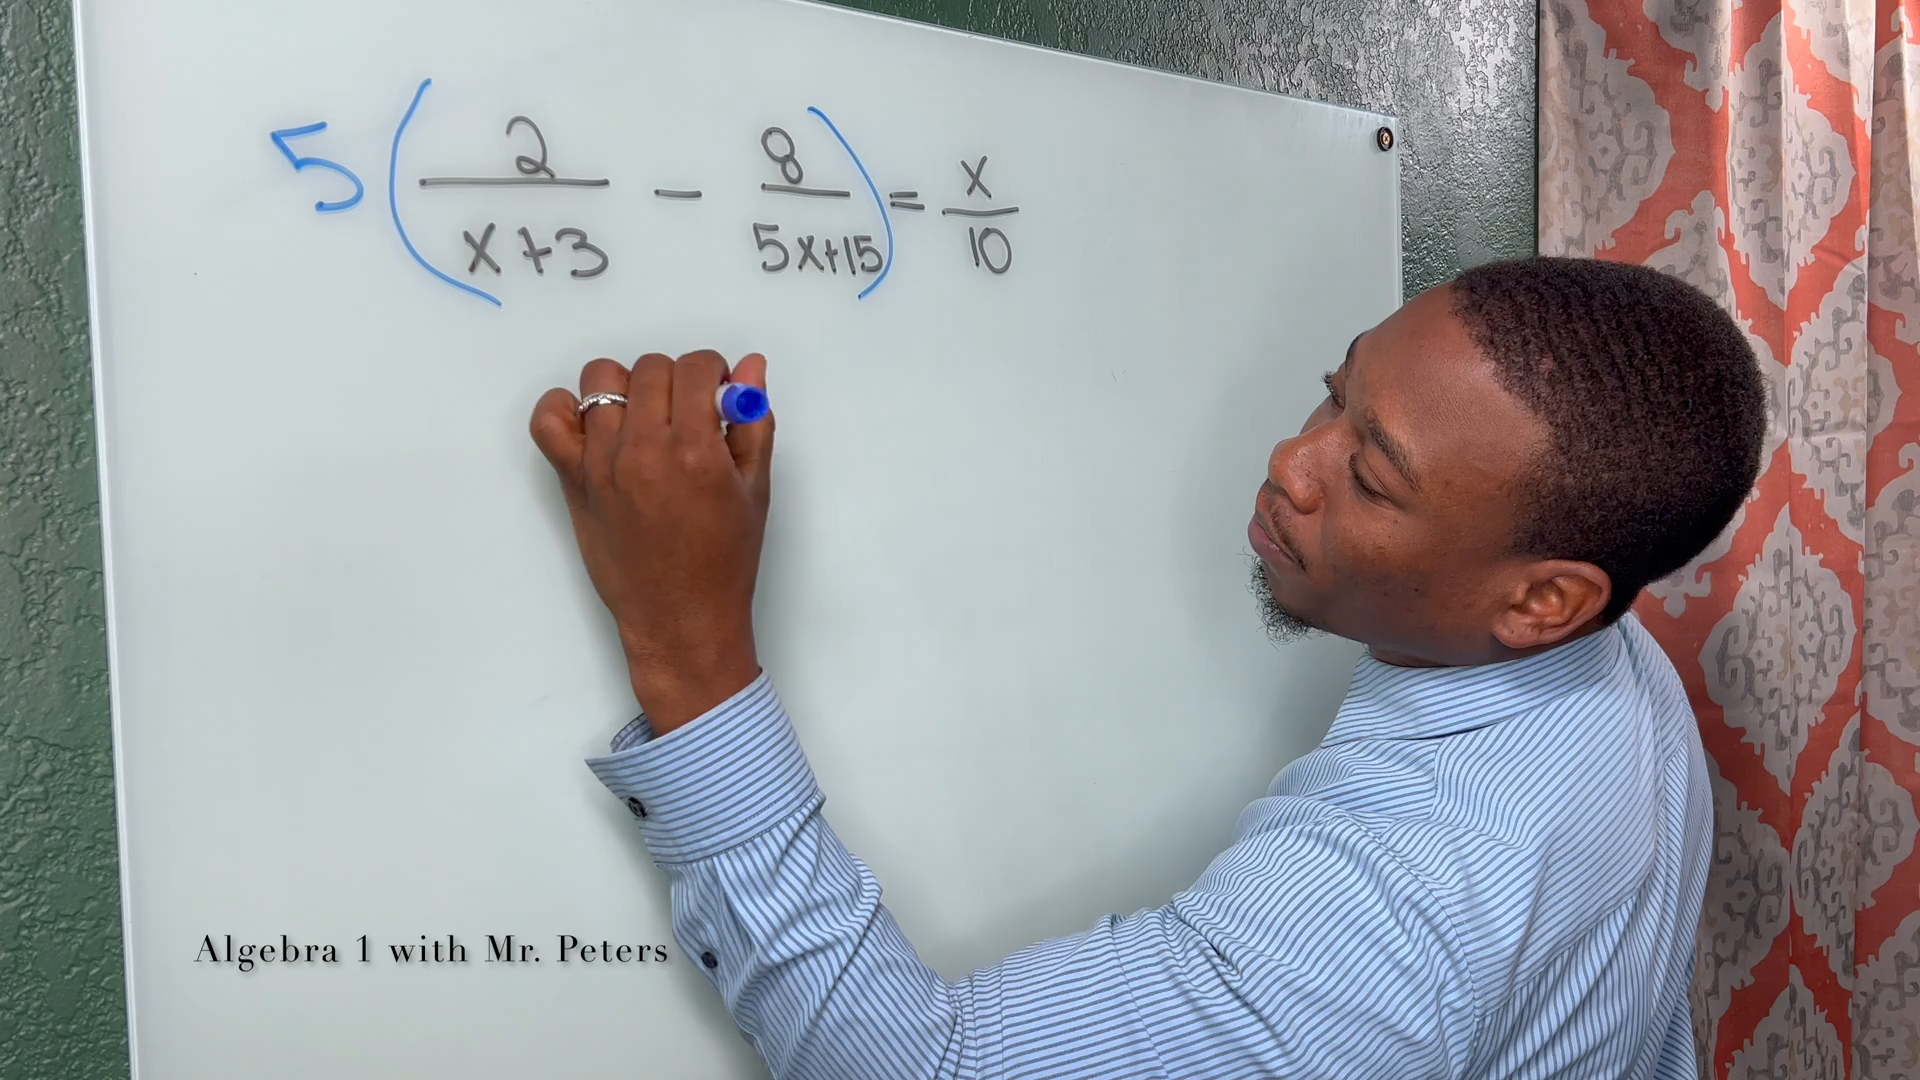 5 ( 2/(x+3) − 8/(5x+15) ) = x/10
Algebra 1 with Mr. Peters